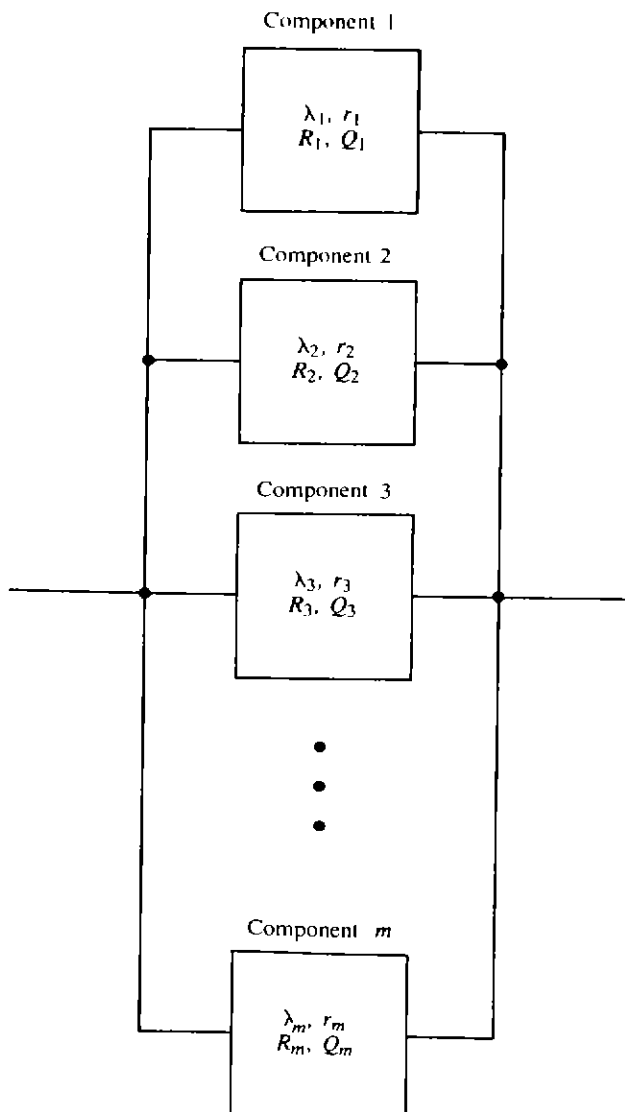 Component 1
λ₁, r₁
R₁, Q₁
Component 2
λ₂, r₂
R₂, Q₂
Component 3
λ₃, r₃
R₃, Q₃
Component m
λₘ, rₘ
Rₘ, Qₘ